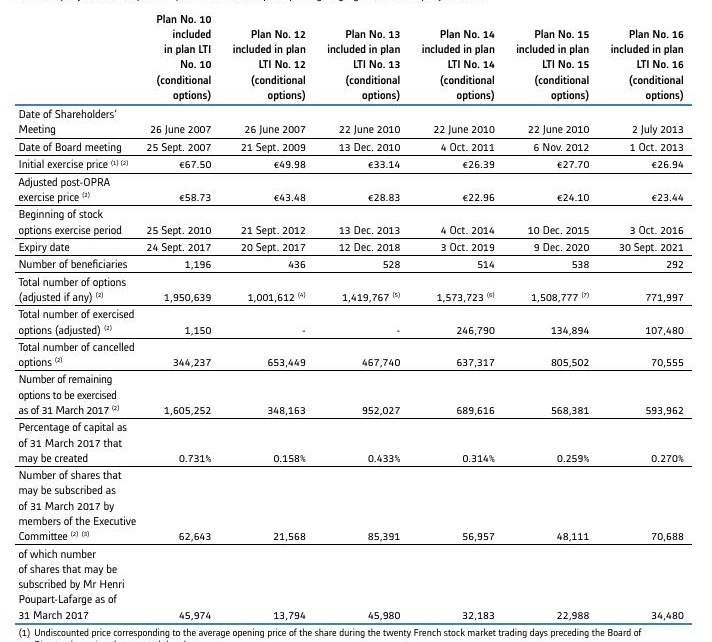 Plan No. 10
included Plan No. 12 Plan No. 13 Plan No. 14 Plan No. 15 Plan No. 16
in plan LTI included in plan included in plan included in plan included in plan included in plan
No. 10 LTI No. 12 LTI No. 13 LTI No. 14 LTI No. 15 LTI No. 16
(conditional (conditional (conditional (conditional (conditional (conditional
options) options) options) options) options) options)
Date of Shareholders'
Meeting 26 June 2007 26 June 2007 22 June 2010 22 June 2010 22 June 2010 2 July 2013
Date of Board meeting 25 Sept. 2007 21 Sept. 2009 13 Dec. 2010 4 Oct. 2011 6 Nov. 2012 1 Oct. 2013
Initial exercise price (1) (2) €67.50 €49.98 €33.14 €26.39 €27.70 €26.94
Adjusted post-OPRA
exercise price (2) €58.73 €43.48 €28.83 €22.96 €24.10 €23.44
Beginning of stock
options exercise period 25 Sept. 2010 21 Sept. 2012 13 Dec. 2013 4 Oct. 2014 10 Dec. 2015 3 Oct. 2016
Expiry date 24 Sept. 2017 20 Sept. 2017 12 Dec. 2018 3 Oct. 2019 9 Dec. 2020 30 Sept. 2021
Number of beneficiaries 1,196 436 528 514 538 292
Total number of options
(adjusted if any) (2) 1,950,639 1,001,612 (4) 1,419,767 (5) 1,573,723 (6) 1,508,777 (7) 771,997
Total number of exercised
options (adjusted) (2) 1,150 - - 246,790 134,894 107,480
Total number of cancelled
options (2) 344,237 653,449 467,740 637,317 805,502 70,555
Number of remaining
options to be exercised
as of 31 March 2017 (2) 1,605,252 348,163 952,027 689,616 568,381 593,962
Percentage of capital as
of 31 March 2017 that
may be created 0.731% 0.158% 0.433% 0.314% 0.259% 0.270%
Number of shares that
may be subscribed as
of 31 March 2017 by
members of the Executive
Committee (2) (3) 62,643 21,568 85,391 56,957 48,111 70,688
of which number
of shares that may be
subscribed by Mr Henri
Poupart-Lafarge as of
31 March 2017 45,974 13,794 45,980 32,183 22,988 34,480
(1) Undiscounted price corresponding to the average opening price of the share during the twenty French stock market trading days preceding the Board of